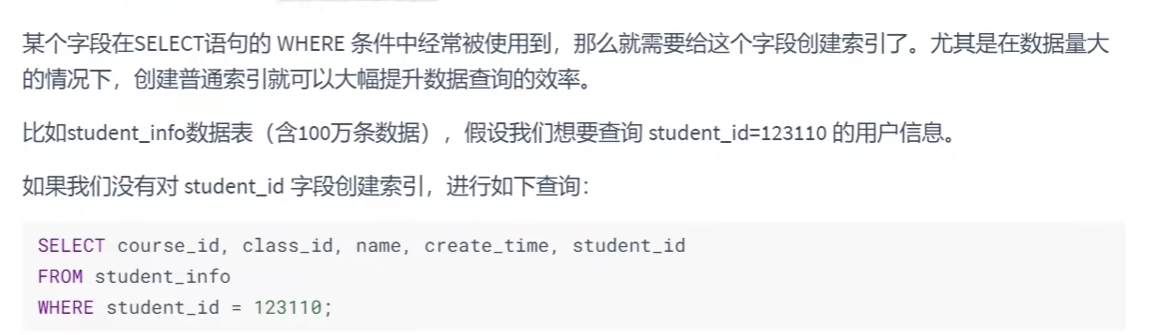 某个字段在SELECT语句的 WHERE 条件中经常被使用到，那么就需要给这个字段创建索引了。尤其是在数据量大
的情况下，创建普通索引就可以大幅提升数据查询的效率。
比如student_info数据表（含100万条数据），假设我们想要查询 student_id=123110 的用户信息。
如果我们没有对 student_id 字段创建索引，进行如下查询：
SELECT course_id, class_id, name, create_time, student_id
FROM student_info
WHERE student_id = 123110;